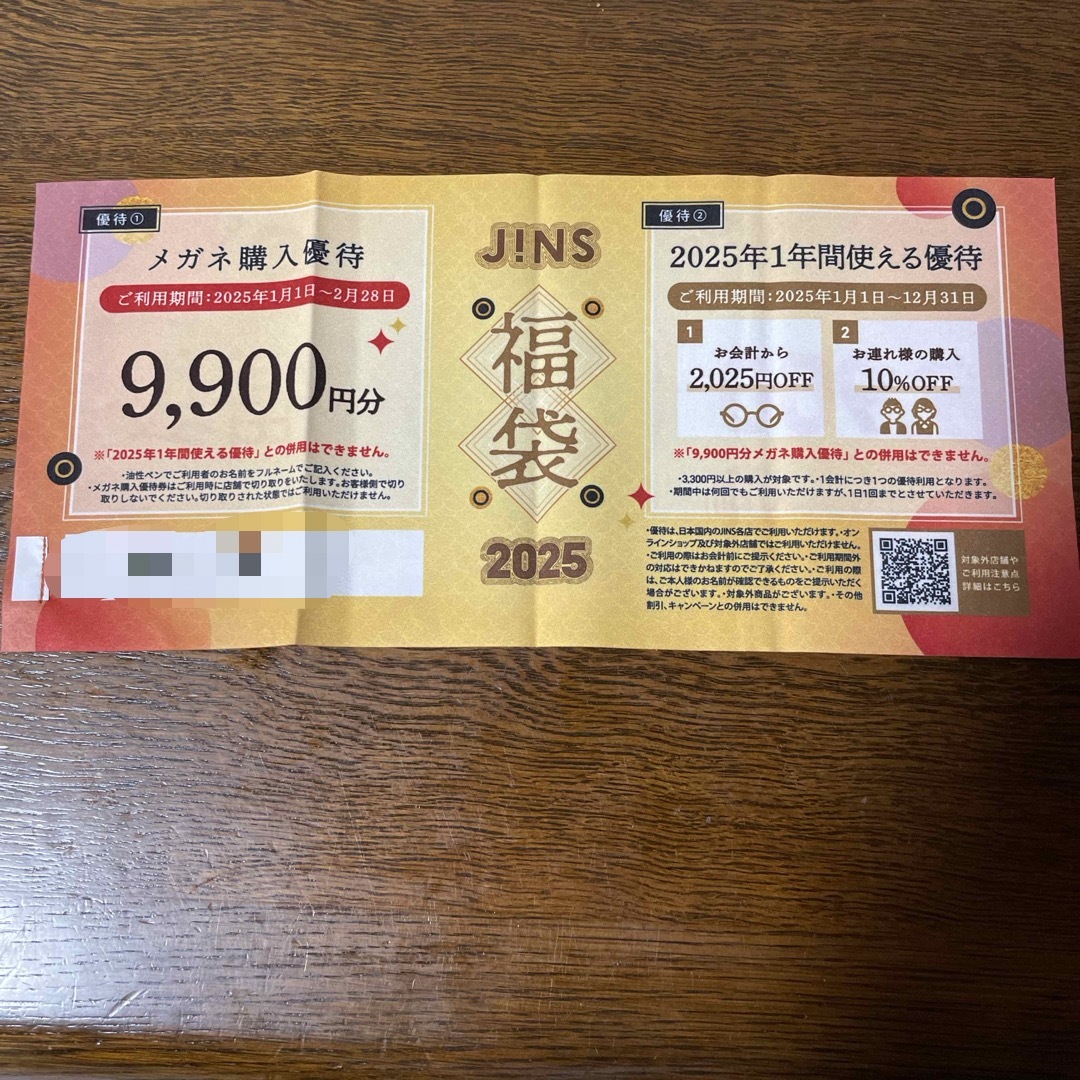 優待①
メガネ購入優待
ご利用期間:2025年1月1日〜2月28日
9,900円分
※「2025年1年間使える優待」との併用はできません。
・油性ペンでご利用者のお名前をフルネームでご記入ください。
・メガネ購入優待券はご利用時に店舗で切り取りをいたします。お客様側で切り
取りしないでください。切り取りされた状態ではご利用いただけません。
J!NS
福
袋
2025
優待②
2025年1年間使える優待
ご利用期間:2025年1月1日〜12月31日
1
お会計から
2,025円OFF
2
お連れ様の購入
10%OFF
※「9,900円分メガネ購入優待」との併用はできません。
・3,300円以上の購入が対象です。・1会計につき1つの優待利用となります。
・期間中は何回でもご利用いただけますが、1日1回までとさせていただきます。
・優待は、日本国内のJINS各店でご利用いただけます。・オン
ラインショップ及び対象外店舗ではご利用いただけません。
・ご利用の際はお会計前にご提示ください。・ご利用期間外
の対応はできかねますのでご了承ください。・ご利用の際
は、ご本人様のお名前が確認できるものをご提示いただく
場合がございます。・対象外商品がございます。・その他
割引、キャンペーンとの併用はできません。
対象外店舗や
ご利用注意点
詳細はこちら